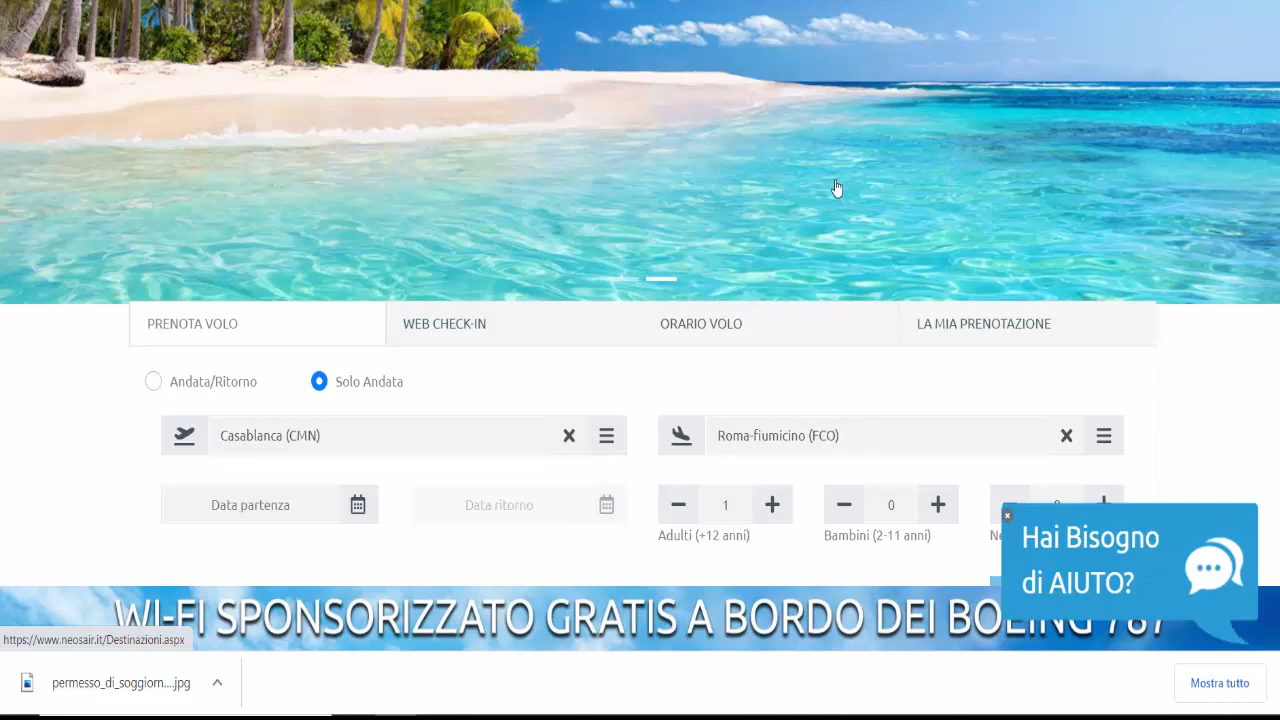 PRENOTA VOLO
WEB CHECK-IN
ORARIO VOLO
LA MIA PRENOTAZIONE
Andata/Ritorno
Solo Andata
Casablanca (CMN)
Roma-fiumicino (FCO)
Data partenza
Data ritorno
1
0
Adulti (+12 anni)
Bambini (2-11 anni)
Hai Bisogno
di AIUTO?
WI-FI SPONSORIZZATO GRATIS A BORDO DEI BOEING 787
https://www.neosair.it/Destinazioni.aspx
permesso_di_soggiorn....jpg
Mostra tutto